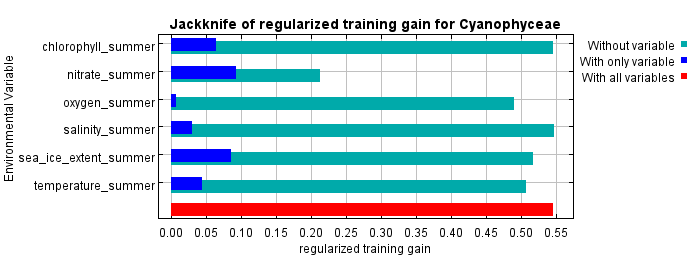 Jackknife of regularized training gain for Cyanophyceae
Environmental Variable
chlorophyll_summer
nitrate_summer
oxygen_summer
salinity_summer
sea_ice_extent_summer
temperature_summer
Without variable
With only variable
With all variables
0.00 0.05 0.10 0.15 0.20 0.25 0.30 0.35 0.40 0.45 0.50 0.55
regularized training gain